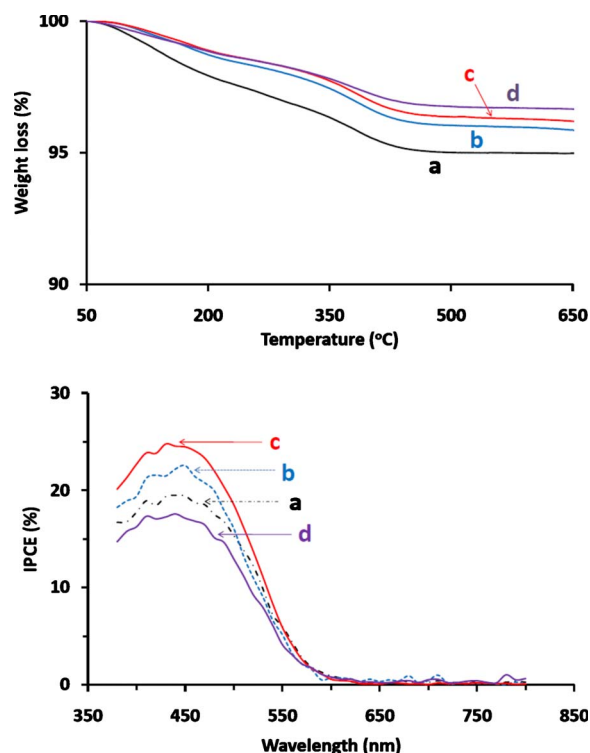 100
95
90
Weight loss (%)
c
d
b
a
50
200
350
500
650
Temperature (°C)
30
20
10
0
IPCE (%)
c
b
a
d
350
450
550
650
750
850
Wavelength (nm)